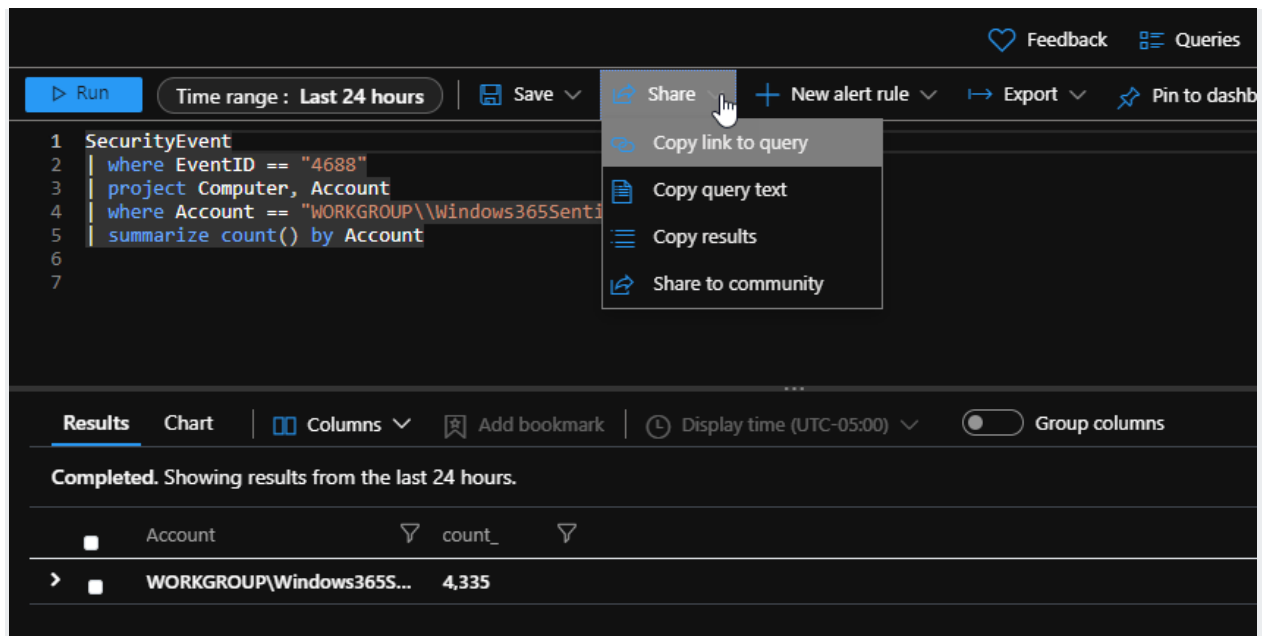 Feedback Queries
Run Time range : Last 24 hours Save Share New alert rule Export Pin to dashb
1 SecurityEvent
2 | where EventID == "4688"
3 | project Computer, Account
4 | where Account == "WORKGROUP\\Windows365Senti
5 | summarize count() by Account
6
7
Copy link to query
Copy query text
Copy results
Share to community
Results Chart Columns Add bookmark Display time (UTC-05:00) Group columns
Completed. Showing results from the last 24 hours.
Account count_
WORKGROUP\Windows365S... 4,335